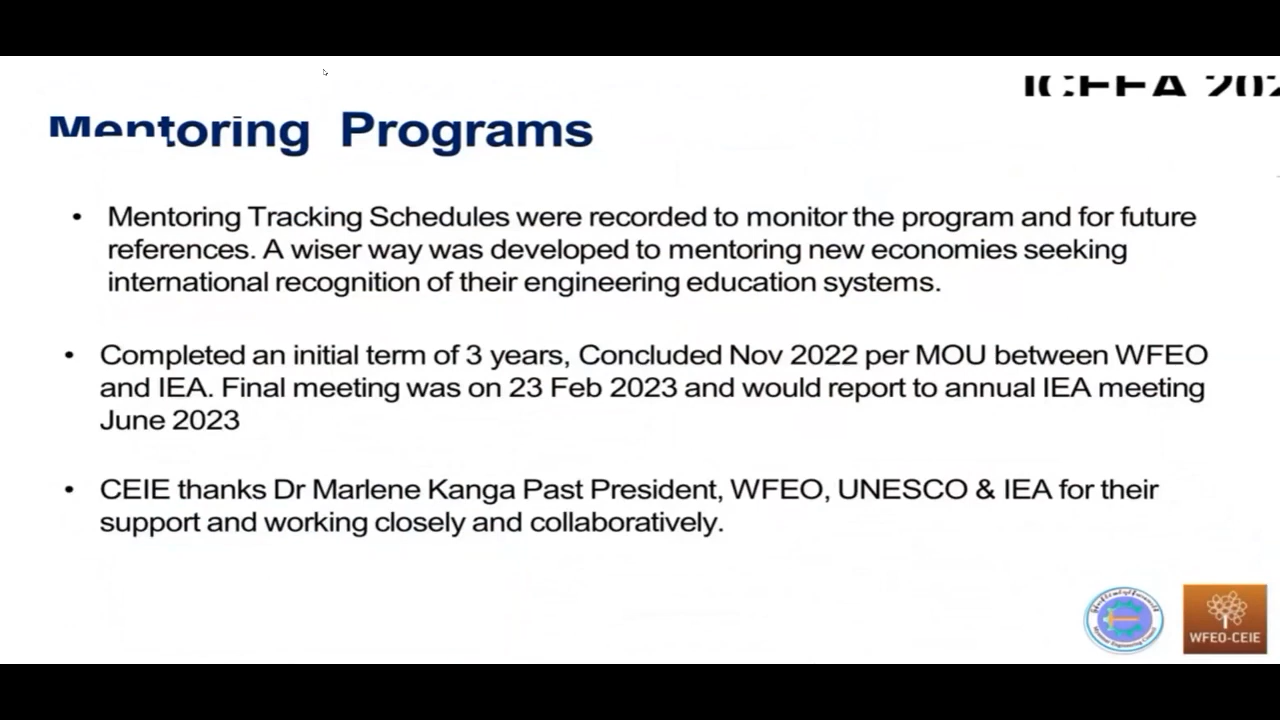 Mentoring Programs
• Mentoring Tracking Schedules were recorded to monitor the program and for future
references. A wiser way was developed to mentoring new economies seeking
international recognition of their engineering education systems.
• Completed an initial term of 3 years, Concluded Nov 2022 per MOU between WFEO
and IEA. Final meeting was on 23 Feb 2023 and would report to annual IEA meeting
June 2023
• CEIE thanks Dr Marlene Kanga Past President, WFEO, UNESCO & IEA for their
support and working closely and collaboratively.
Myanmar Engineering Council
WFEO-CEIE